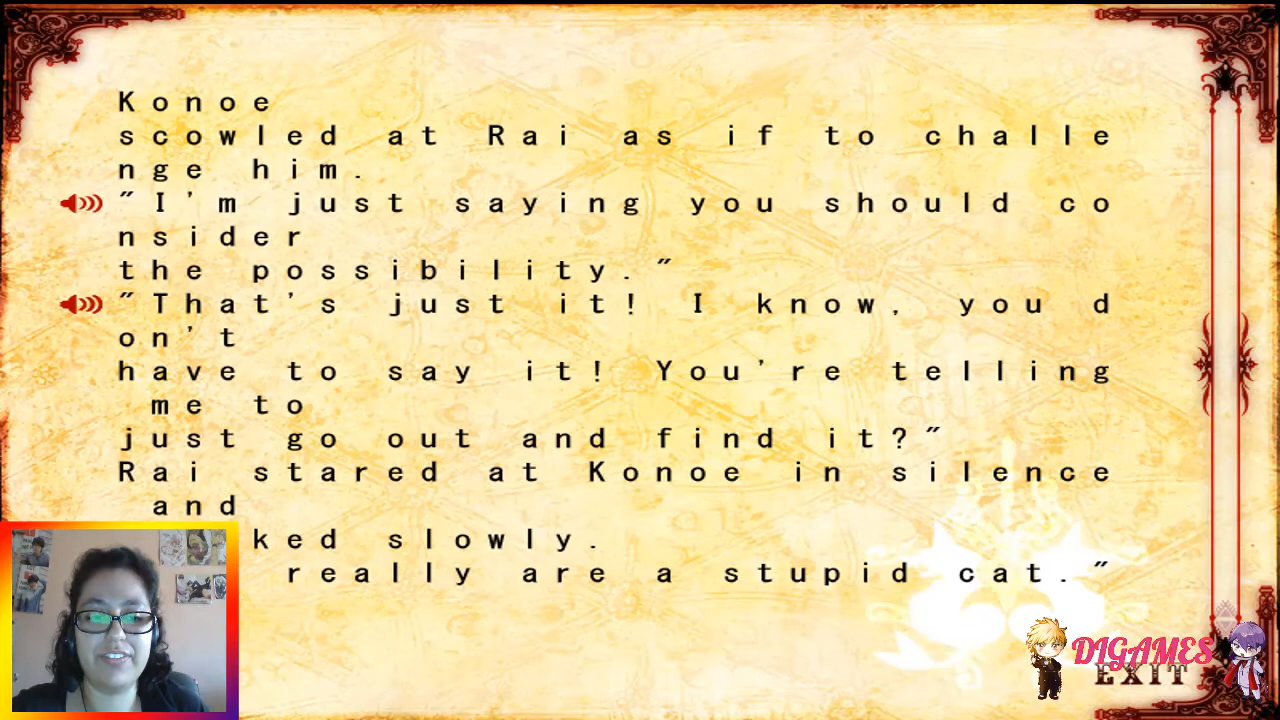 Konoe
scowled at Rai as if to challe
nge him.
"I'm just saying you should co
nsider
the possibility."
"That's just it! I know, you d
on't
have to say it! You're telling
me to
just go out and find it?"
Rai stared at Konoe in silence
and
ked slowly.
really are a stupid cat."
DIGAMES
EXIT